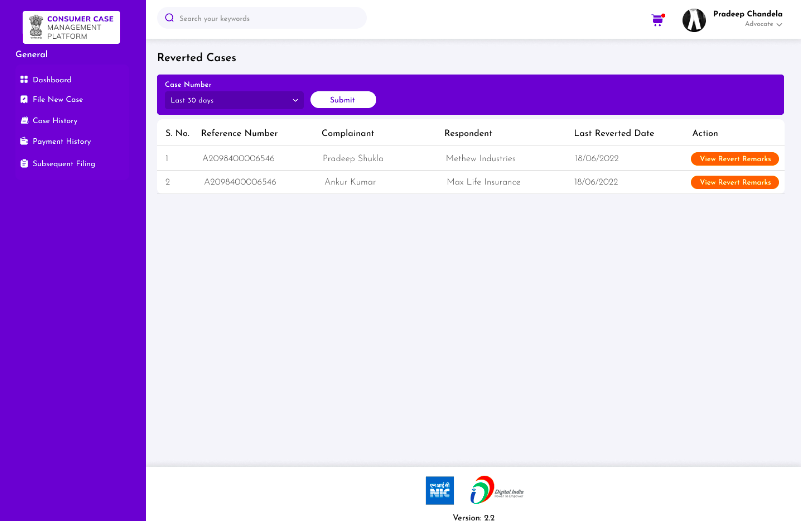 CONSUMER CASE
MANAGEMENT
PLATFORM
General
Dashboard
File New Case
Case History
Payment History
Subsequent Filing
Search your keywords
Pradeep Chandela
Advocate
Reverted Cases
Case Number
Last 30 days
Submit
S. No. Reference Number Complainant Respondent Last Reverted Date Action
1 A2098400006546 Pradeep Shukla Methew Industries 18/06/2022 View Revert Remarks
2 A2098400006546 Ankur Kumar Max Life Insurance 18/06/2022 View Revert Remarks
एन आई सी
NIC
Digital India
Version: 2.2